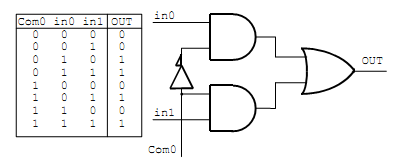 Com0 in0 in1 OUT
0 0 0 0
0 0 1 0
0 1 0 1
0 1 1 1
1 0 0 0
1 0 1 1
1 1 0 0
1 1 1 1
in0
OUT
in1
Com0